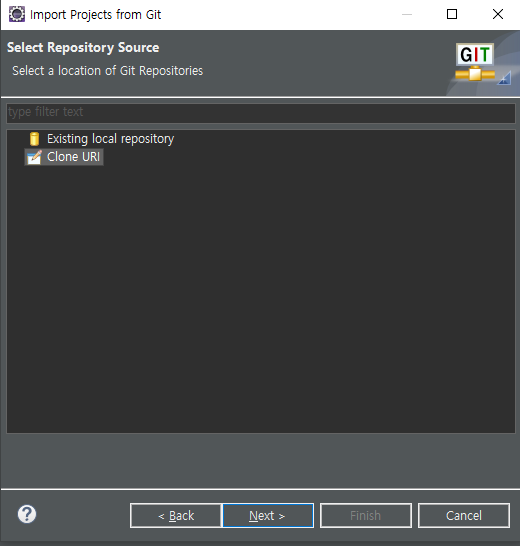 Import Projects from Git
Select Repository Source
Select a location of Git Repositories
GIT
type filter text
Existing local repository
Clone URI
?
< Back
Next >
Finish
Cancel